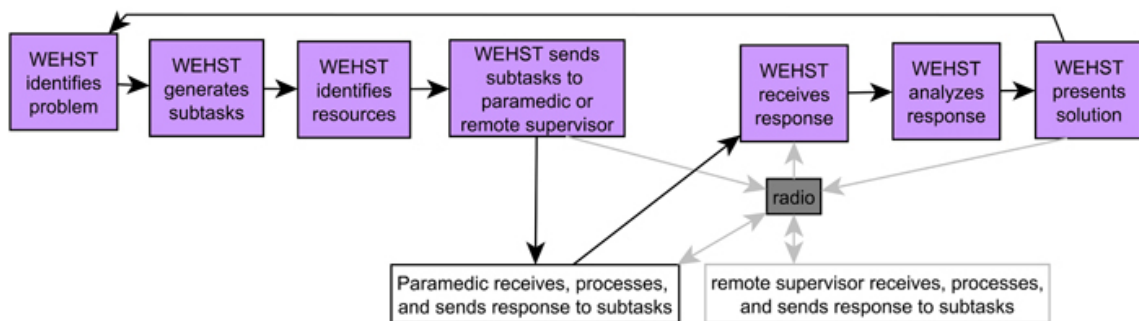 WEHST
identifies
problem
WEHST
generates
subtasks
WEHST
identifies
resources
WEHST sends
subtasks to
paramedic or
remote supervisor
WEHST
receives
response
WEHST
analyzes
response
WEHST
presents
solution
radio
Paramedic receives, processes,
and sends response to subtasks
remote supervisor receives, processes,
and sends response to subtasks